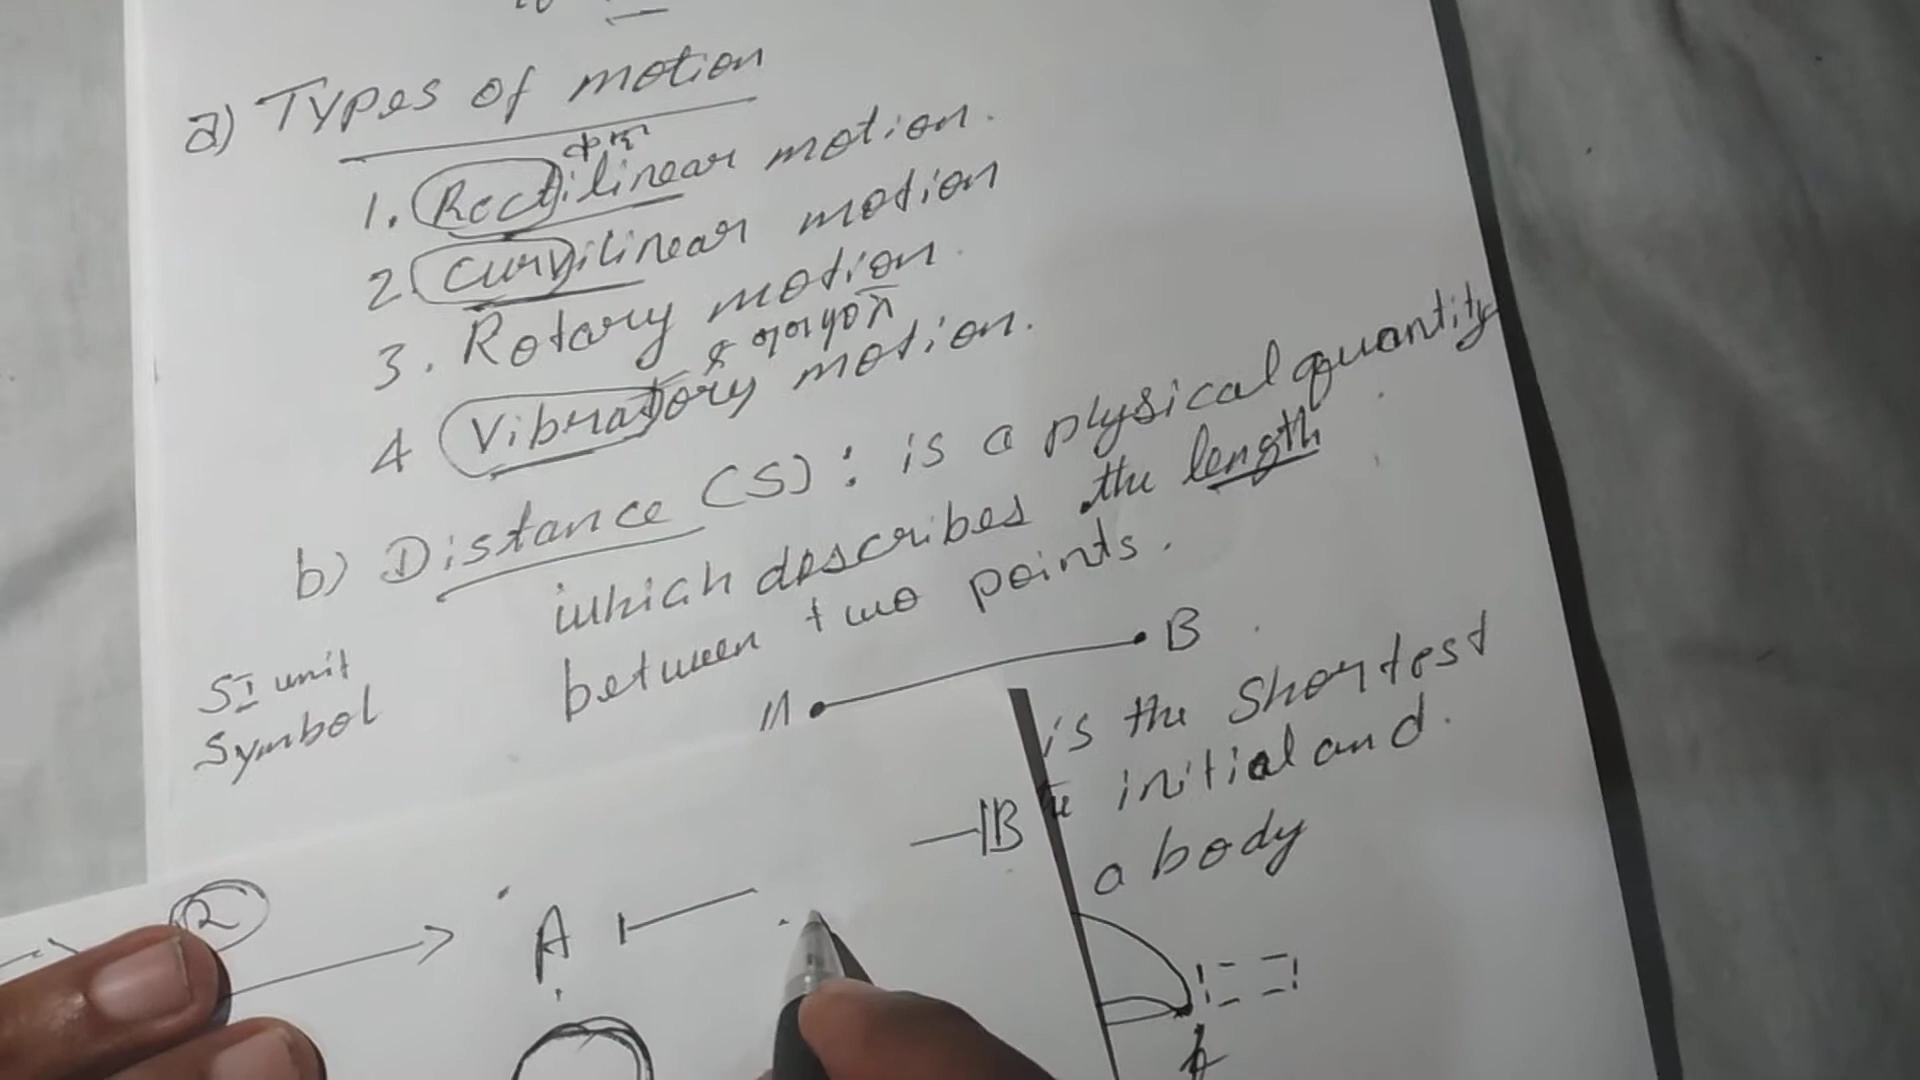 a) Types of motion
1. Rectilinear motion.
2. Curvilinear motion
3. Rotary motion.
4 Vibratory motion.
b) Distance (S): is a physical quantity
which describes the length
between two points.
SI unit
Symbol
A B
is the Shortest
initial and
a body
B
2
A